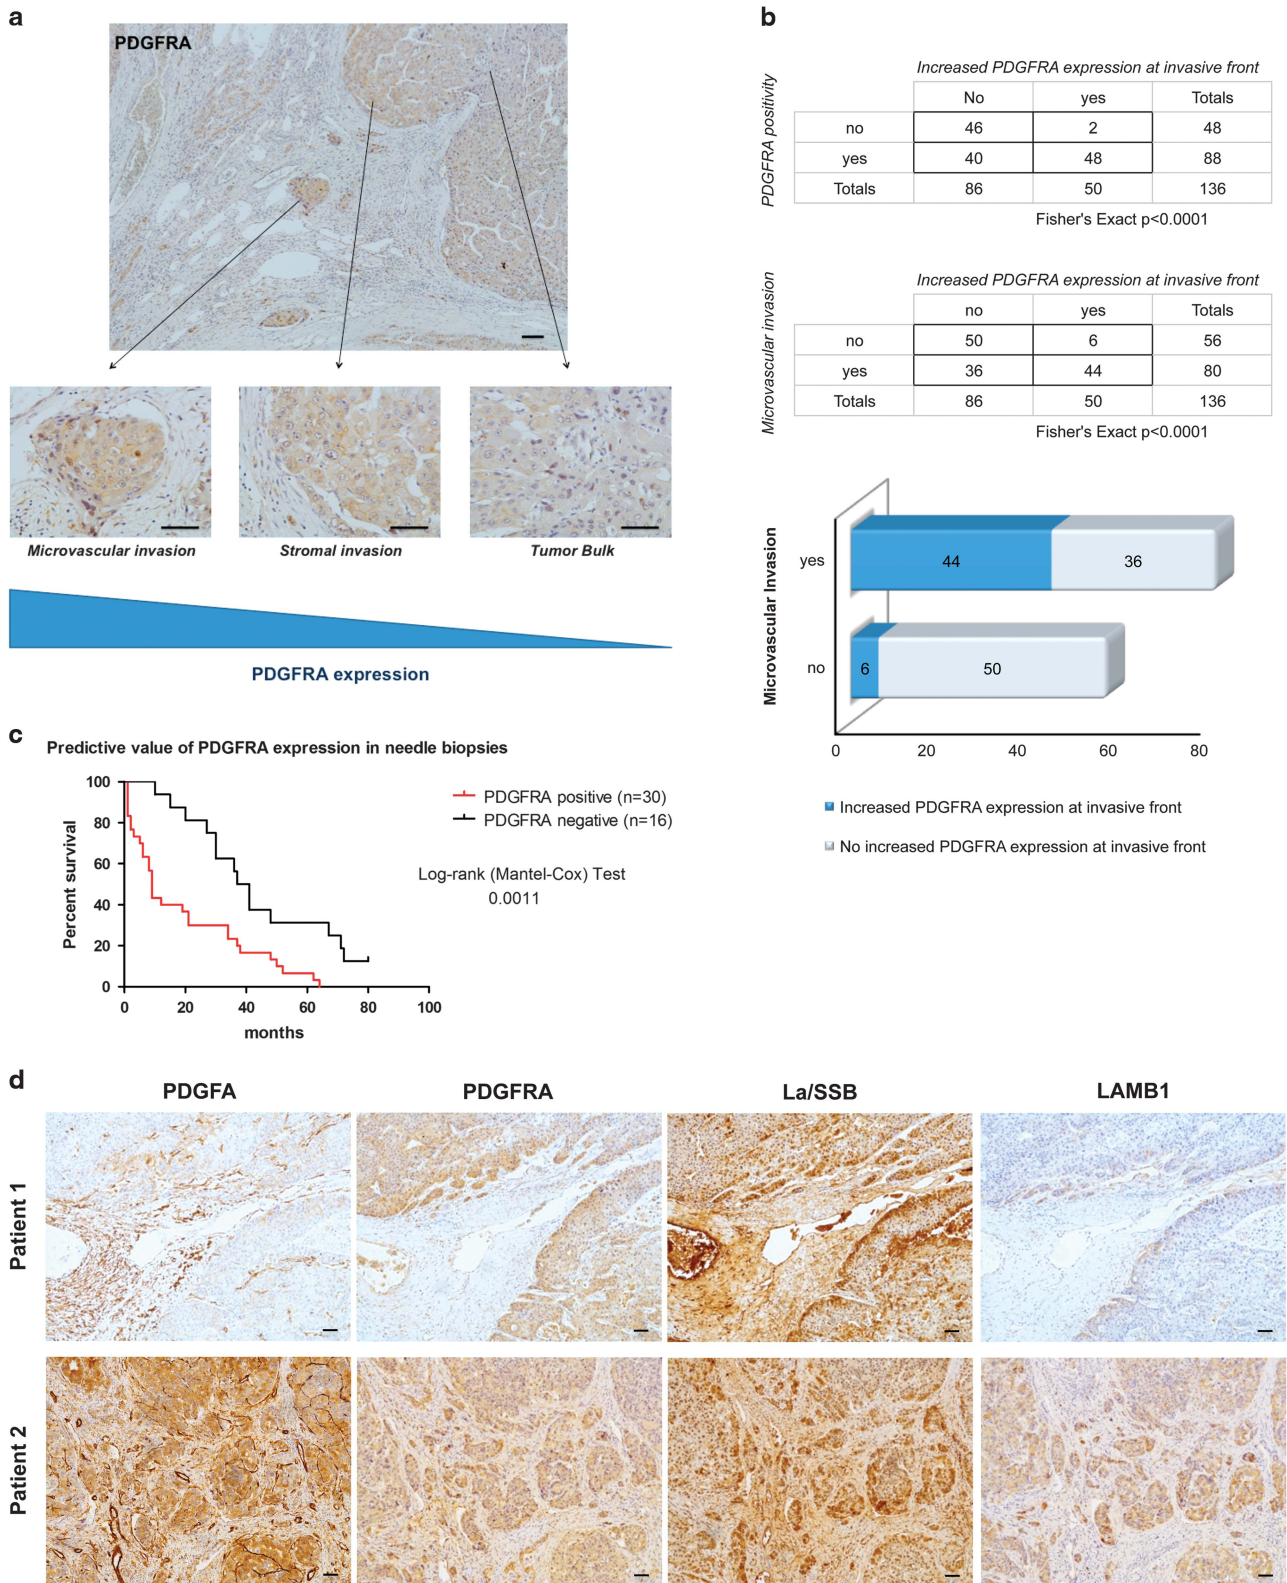 a
PDGFRA
Microvascular invasion
Stromal invasion
Tumor Bulk
PDGFRA expression
b
Increased PDGFRA expression at invasive front
PDGFRA positivity
No yes Totals
no 46 2 48
yes 40 48 88
Totals 86 50 136
Fisher's Exact p<0.0001
Increased PDGFRA expression at invasive front
Microvascular invasion
no yes Totals
no 50 6 56
yes 36 44 80
Totals 86 50 136
Fisher's Exact p<0.0001
Microvascular Invasion
yes 44 36
no 6 50
0 20 40 60 80
Increased PDGFRA expression at invasive front
No increased PDGFRA expression at invasive front
c
Predictive value of PDGFRA expression in needle biopsies
Percent survival
100
80
60
40
20
0
0 20 40 60 80 100
months
PDGFRA positive (n=30)
PDGFRA negative (n=16)
Log-rank (Mantel-Cox) Test
0.0011
d
PDGFA PDGFRA La/SSB LAMB1
Patient 1
Patient 2